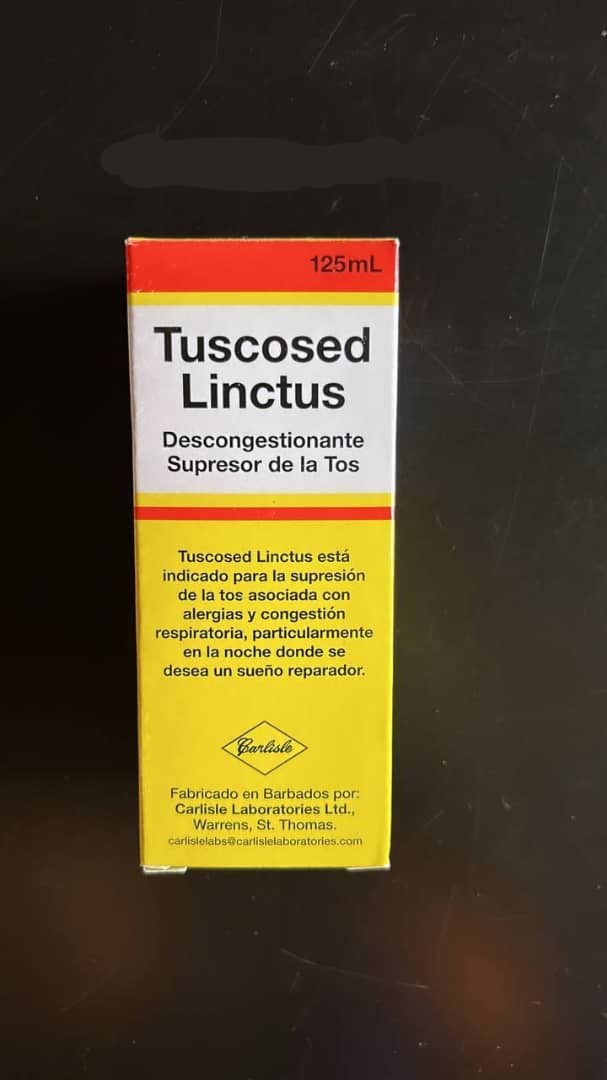 125mL
Tuscosed
Linctus
Descongestionante
Supresor de la Tos
Tuscosed Linctus está
indicado para la supresión
de la tos asociada con
alergias y congestión
respiratoria, particularmente
en la noche donde se
desea un sueño reparador.
Carlisle
Fabricado en Barbados por:
Carlisle Laboratories Ltd.,
Warrens, St. Thomas.
carlislelabs@carlislelaboratories.com